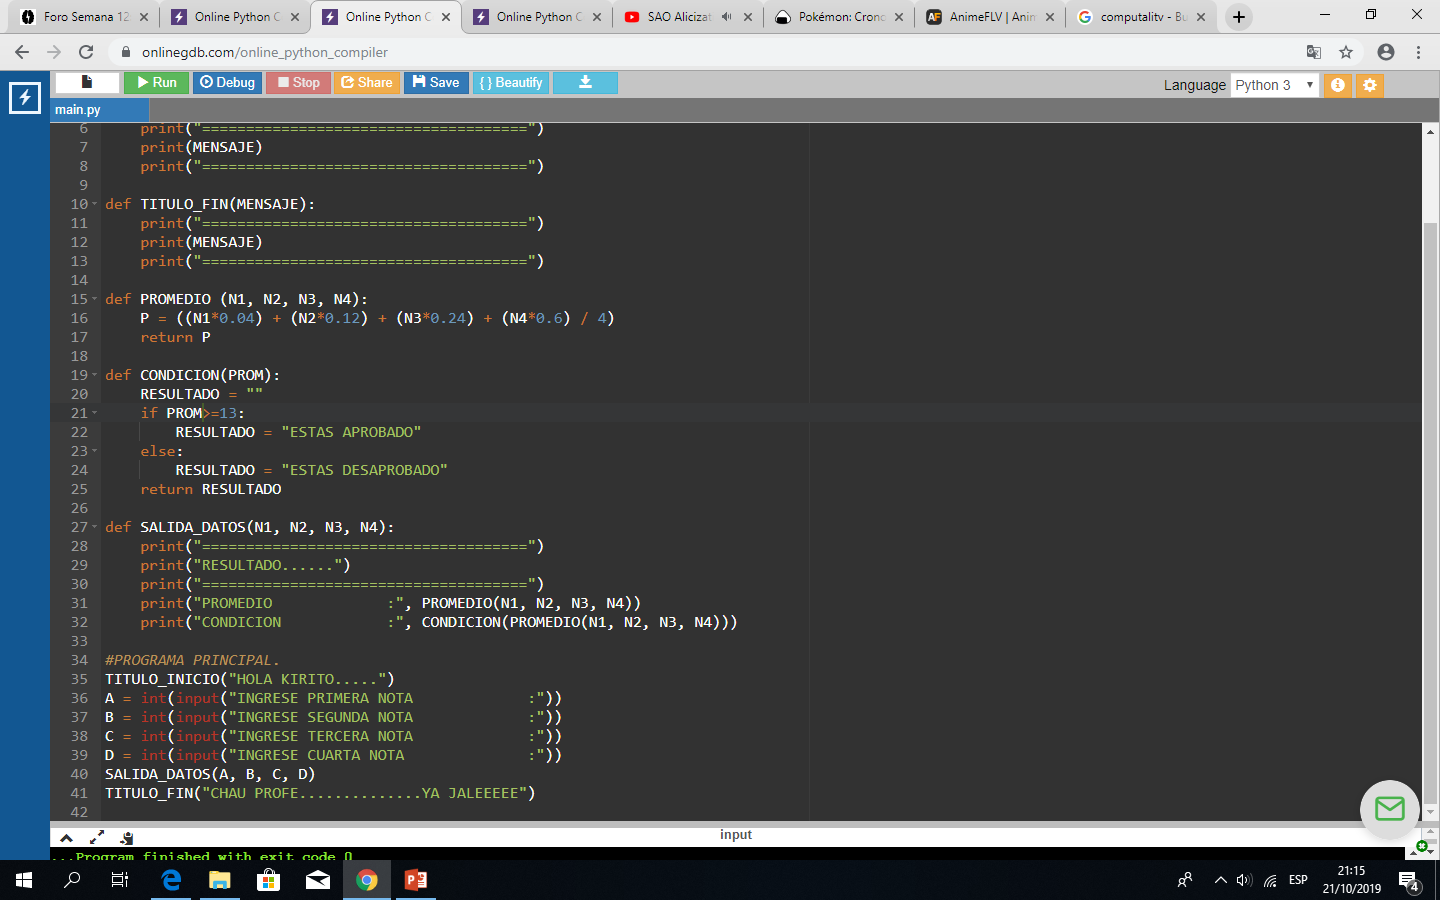 Foro Semana 12
Online Python C
Online Python C
Online Python C
SAO Alicizat
Pokémon: Cronc
AnimeFLV | Anim
computalitv - Bu
onlinegdb.com/online_python_compiler
Run
Debug
Stop
Share
Save
{ } Beautify
Language Python 3
main.py
6 print("=====================================")
7 print(MENSAJE)
8 print("=====================================")
9
10 def TITULO_FIN(MENSAJE):
11 print("=====================================")
12 print(MENSAJE)
13 print("=====================================")
14
15 def PROMEDIO (N1, N2, N3, N4):
16 P = ((N1*0.04) + (N2*0.12) + (N3*0.24) + (N4*0.6) / 4)
17 return P
18
19 def CONDICION(PROM):
20 RESULTADO = ""
21 if PROM>=13:
22 RESULTADO = "ESTAS APROBADO"
23 else:
24 RESULTADO = "ESTAS DESAPROBADO"
25 return RESULTADO
26
27 def SALIDA_DATOS(N1, N2, N3, N4):
28 print("=====================================")
29 print("RESULTADO......")
30 print("=====================================")
31 print("PROMEDIO             :", PROMEDIO(N1, N2, N3, N4))
32 print("CONDICION            :", CONDICION(PROMEDIO(N1, N2, N3, N4)))
33
34 #PROGRAMA PRINCIPAL.
35 TITULO_INICIO("HOLA KIRITO.....")
36 A = int(input("INGRESE PRIMERA NOTA             :"))
37 B = int(input("INGRESE SEGUNDA NOTA             :"))
38 C = int(input("INGRESE TERCERA NOTA             :"))
39 D = int(input("INGRESE CUARTA NOTA              :"))
40 SALIDA_DATOS(A, B, C, D)
41 TITULO_FIN("CHAU PROFE..............YA JALEEEEE")
42
input
...Program finished with exit code 0
ESP
21:15
21/10/2019
4